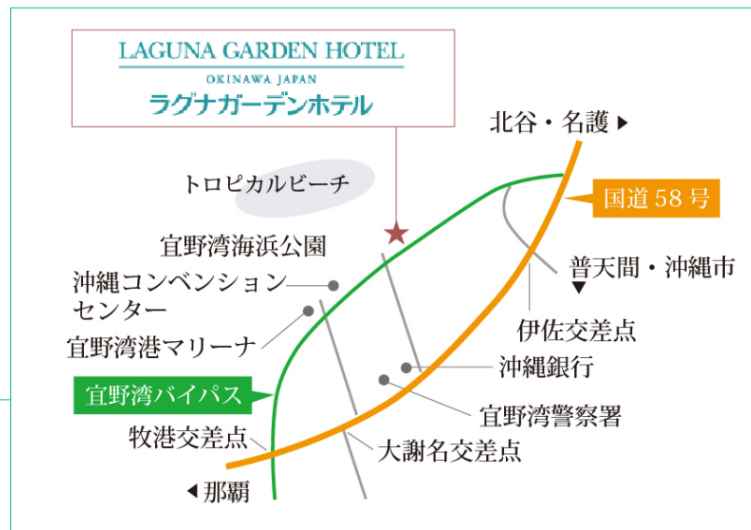 LAGUNA GARDEN HOTEL
OKINAWA JAPAN
ラグナガーデンホテル
北谷・名護▶
トロピカルビーチ
国道58号
宜野湾海浜公園
普天間・沖縄市
▼
沖縄コンベンション
センター
伊佐交差点
宜野湾港マリーナ
沖縄銀行
宜野湾バイパス
宜野湾警察署
牧港交差点
大謝名交差点
◀那覇